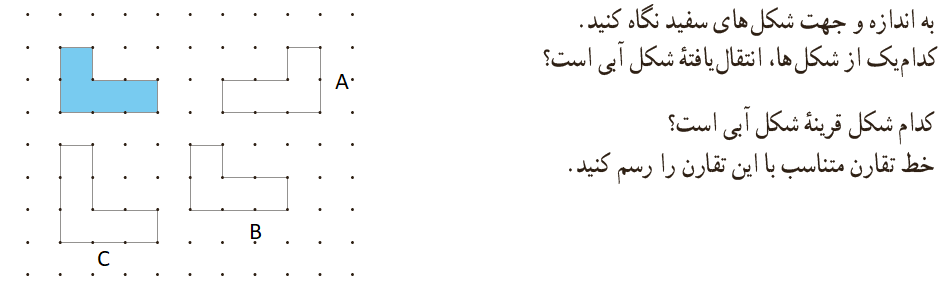 به اندازه و جهت شکل‌های سفید نگاه کنید.
کدام‌یک از شکل‌ها، انتقال‌یافتهٔ شکل آبی است؟
کدام شکل قرینهٔ شکل آبی است؟
خط تقارن متناسب با این تقارن را رسم کنید.
A
B
C